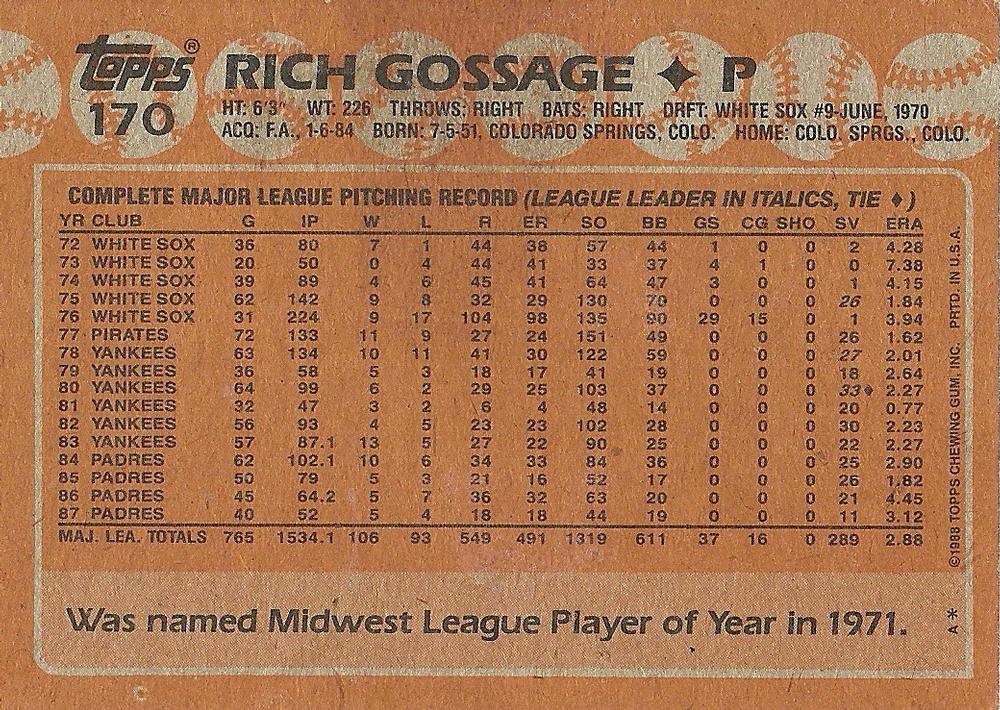 Topps® RICH GOSSAGE ✦ P
170
HT: 6'3" WT: 226 THROWS: RIGHT BATS: RIGHT DRFT: WHITE SOX #9-JUNE, 1970
ACQ: F.A., 1-6-84 BORN: 7-5-51, COLORADO SPRINGS, COLO. HOME: COLO. SPRGS., COLO.
COMPLETE MAJOR LEAGUE PITCHING RECORD (LEAGUE LEADER IN ITALICS, TIE ♦)
YR CLUB G IP W L R ER SO BB GS CG SHO SV ERA
72 WHITE SOX 36 80 7 1 44 38 57 44 1 0 0 2 4.28
73 WHITE SOX 20 50 0 4 44 41 33 37 4 1 0 0 7.38
74 WHITE SOX 39 89 4 6 45 41 64 47 3 0 0 1 4.15
75 WHITE SOX 62 142 9 8 32 29 130 70 0 0 0 26 1.84
76 WHITE SOX 31 224 9 17 104 98 135 90 29 15 0 1 3.94
77 PIRATES 72 133 11 9 27 24 151 49 0 0 0 26 1.62
78 YANKEES 63 134 10 11 41 30 122 59 0 0 0 27 2.01
79 YANKEES 36 58 5 3 18 17 41 19 0 0 0 18 2.64
80 YANKEES 64 99 6 2 29 25 103 37 0 0 0 33♦ 2.27
81 YANKEES 32 47 3 2 6 4 48 14 0 0 0 20 0.77
82 YANKEES 56 93 4 5 23 23 102 28 0 0 0 30 2.23
83 YANKEES 57 87.1 13 5 27 22 90 25 0 0 0 22 2.27
84 PADRES 62 102.1 10 6 34 33 84 36 0 0 0 25 2.90
85 PADRES 50 79 5 3 21 16 52 17 0 0 0 26 1.82
86 PADRES 45 64.2 5 7 36 32 63 20 0 0 0 21 4.45
87 PADRES 40 52 5 4 18 18 44 19 0 0 0 11 3.12
MAJ. LEA. TOTALS 765 1534.1 106 93 549 491 1319 611 37 16 0 289 2.88
©1988 TOPPS CHEWING GUM, INC. PRTD. IN U.S.A.
Was named Midwest League Player of Year in 1971.
A**
C